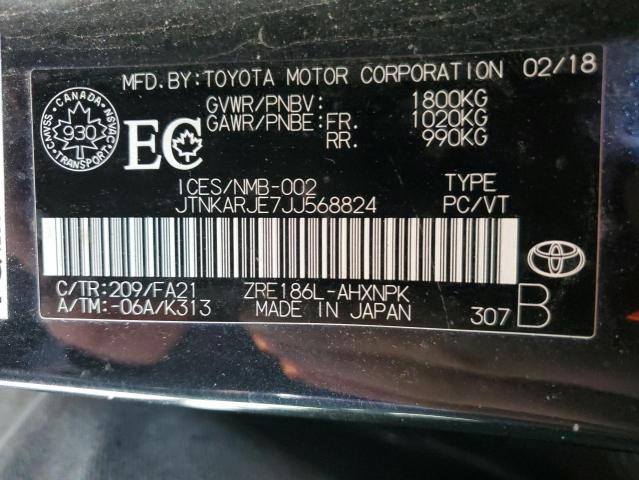 MFD.BY:TOYOTA MOTOR CORPORATION 02/18
GVWR/PNBV: 1800KG
GAWR/PNBE: FR. 1020KG
RR. 990KG
CANADA
CMVSS 930 NSVAC
TRANSPORT
EC
ICES/NMB-002 TYPE
JTNKARJE7JJ568824 PC/VT
C/TR:209/FA21 ZRE186L-AHXNPK
A/TM:-06A/K313 MADE IN JAPAN 307 B